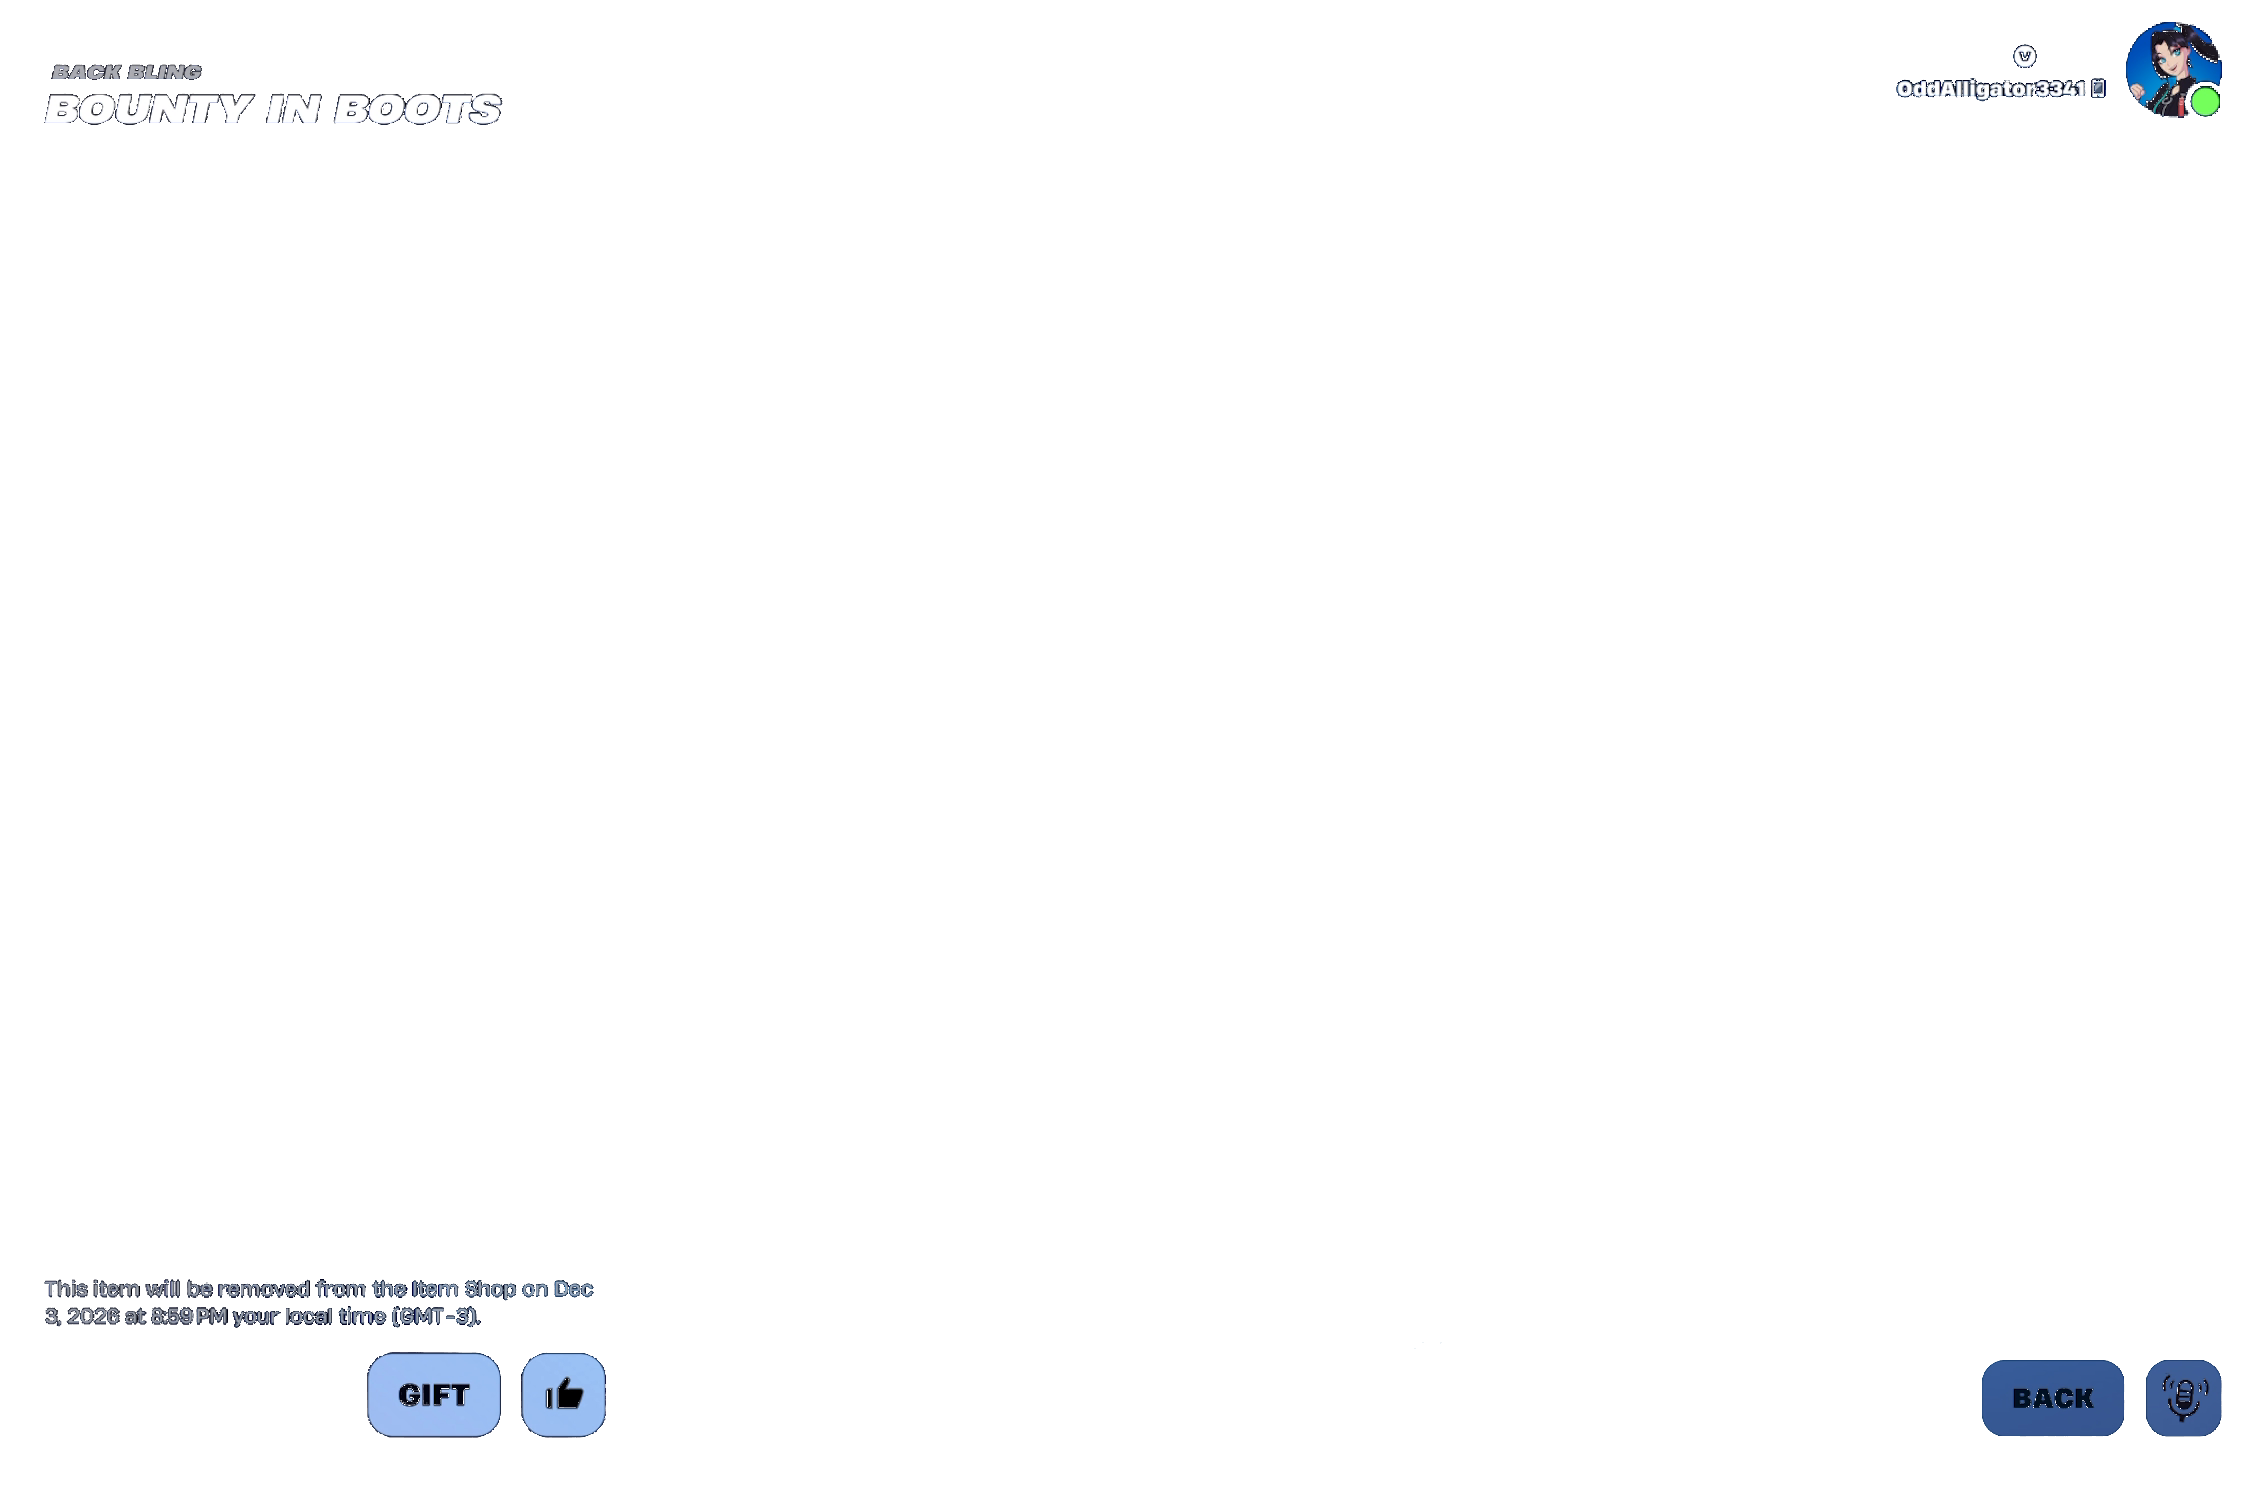 BACK BLING
BOUNTY IN BOOTS
V
OddAlligator3341
This item will be removed from the Item Shop on Dec
3, 2026 at 8:59 PM your local time (GMT-3).
GIFT
BACK